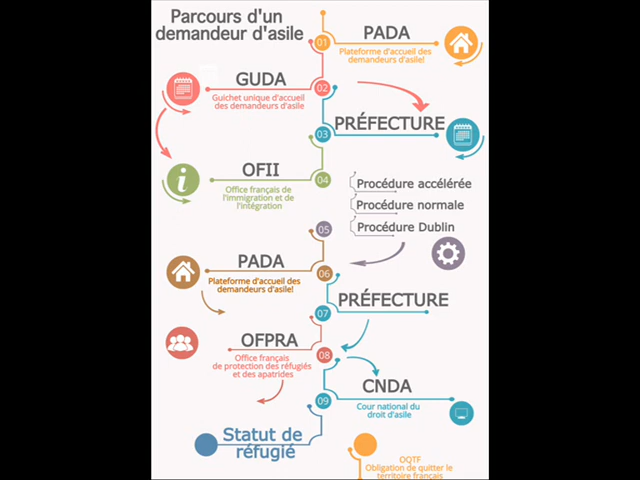 Parcours d'un
demandeur d'asile
01
PADA
Plateforme d'accueil des
demandeurs d'asile!
GUDA
02
Guichet unique d'accueil
des demandeurs d'asile
PRÉFECTURE
03
OFII
04
Office français de
l'immigration et de
l'intégration
Procédure accélérée
Procédure normale
Procédure Dublin
05
PADA
06
Plateforme d'accueil des
demandeurs d'asile!
PRÉFECTURE
07
OFPRA
08
Office français
de protection des réfugiés
et des apatrides
CNDA
09
Cour national du
droit d'asile
Statut de
réfugié
OQTF
Obligation de quitter le
territoire français